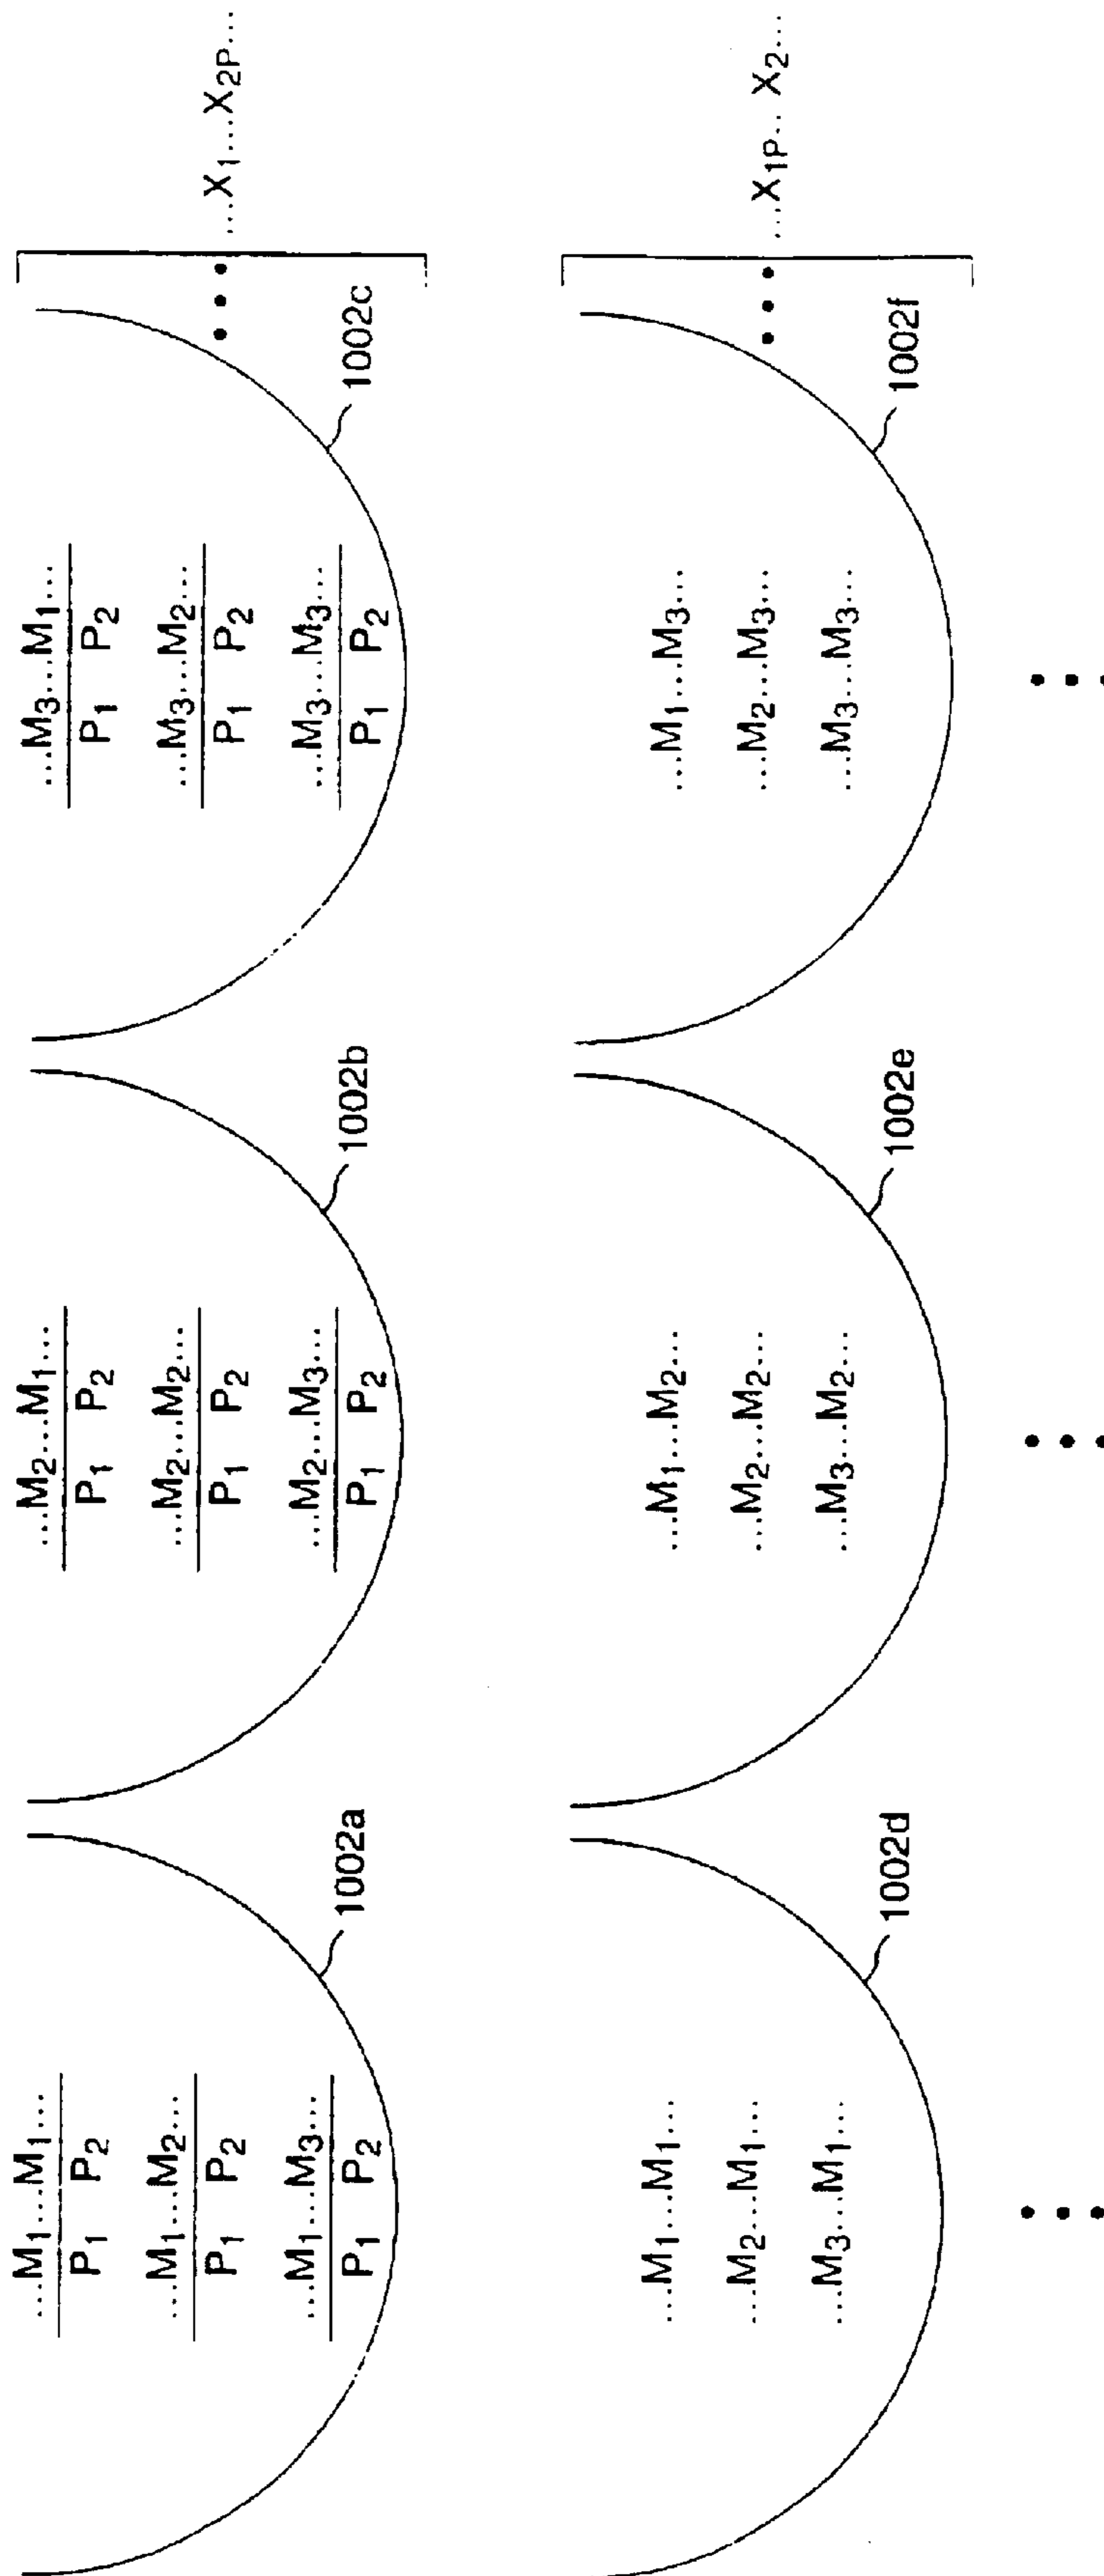 ...M₁...M₁...
P₁ P₂
...M₁...M₂...
P₁ P₂
...M₁...M₃...
P₁ P₂
1002a
...M₂...M₁...
P₁ P₂
...M₂...M₂...
P₁ P₂
...M₂...M₃...
P₁ P₂
1002b
...M₃...M₁...
P₁ P₂
...M₃...M₂...
P₁ P₂
...M₃...M₃...
P₁ P₂
1002c
...X₁...X₂ₚ...
...M₁...M₁...
...M₂...M₁...
...M₃...M₁...
1002d
...M₁...M₂...
...M₂...M₂...
...M₃...M₂...
1002e
...M₁...M₃...
...M₂...M₃...
...M₃...M₃...
1002f
...X₁ₚ...X₂...